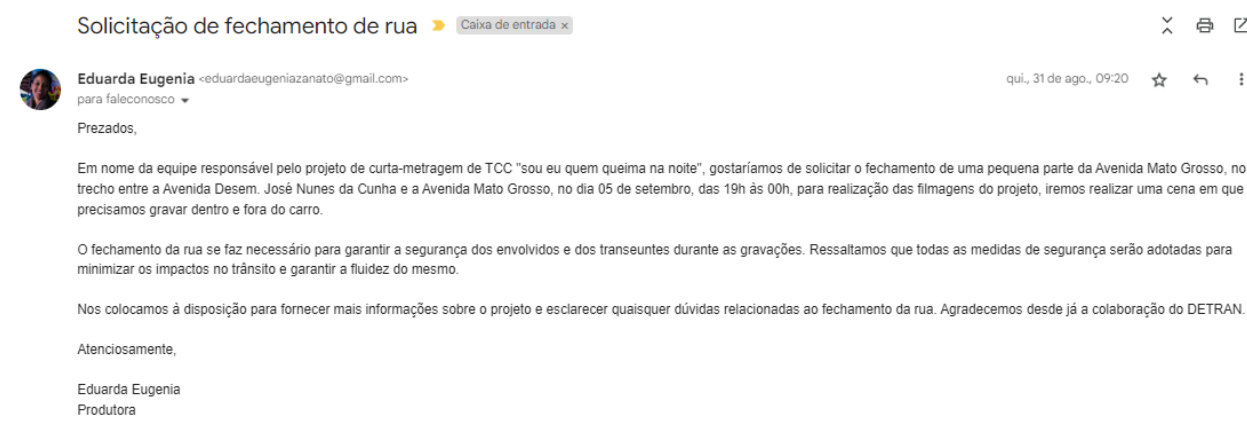 Solicitação de fechamento de rua Caixa de entrada ×
Eduarda Eugenia <eduardaeugeniazanato@gmail.com> qui., 31 de ago., 09:20
para faleconosco
Prezados,
Em nome da equipe responsável pelo projeto de curta-metragem de TCC "sou eu quem queima na noite", gostaríamos de solicitar o fechamento de uma pequena parte da Avenida Mato Grosso, no
trecho entre a Avenida Desem. José Nunes da Cunha e a Avenida Mato Grosso, no dia 05 de setembro, das 19h às 00h, para realização das filmagens do projeto, iremos realizar uma cena em que
precisamos gravar dentro e fora do carro.
O fechamento da rua se faz necessário para garantir a segurança dos envolvidos e dos transeuntes durante as gravações. Ressaltamos que todas as medidas de segurança serão adotadas para
minimizar os impactos no trânsito e garantir a fluidez do mesmo.
Nos colocamos à disposição para fornecer mais informações sobre o projeto e esclarecer quaisquer dúvidas relacionadas ao fechamento da rua. Agradecemos desde já a colaboração do DETRAN.
Atenciosamente,
Eduarda Eugenia
Produtora